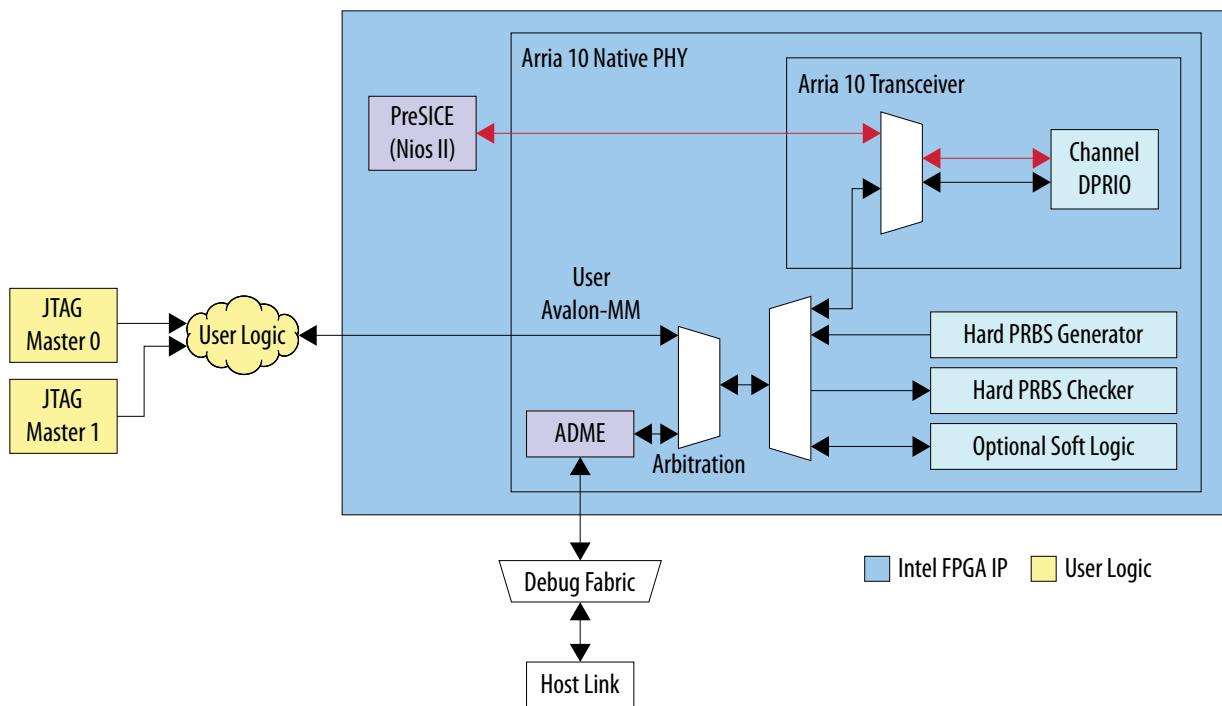 Arria 10 Native PHY
Arria 10 Transceiver
PreSICE
(Nios II)
Channel
DPRIO
User
Avalon-MM
JTAG
Master 0
User Logic
JTAG
Master 1
Hard PRBS Generator
Hard PRBS Checker
Optional Soft Logic
ADME
Arbitration
Debug Fabric
Host Link
Intel FPGA IP
User Logic